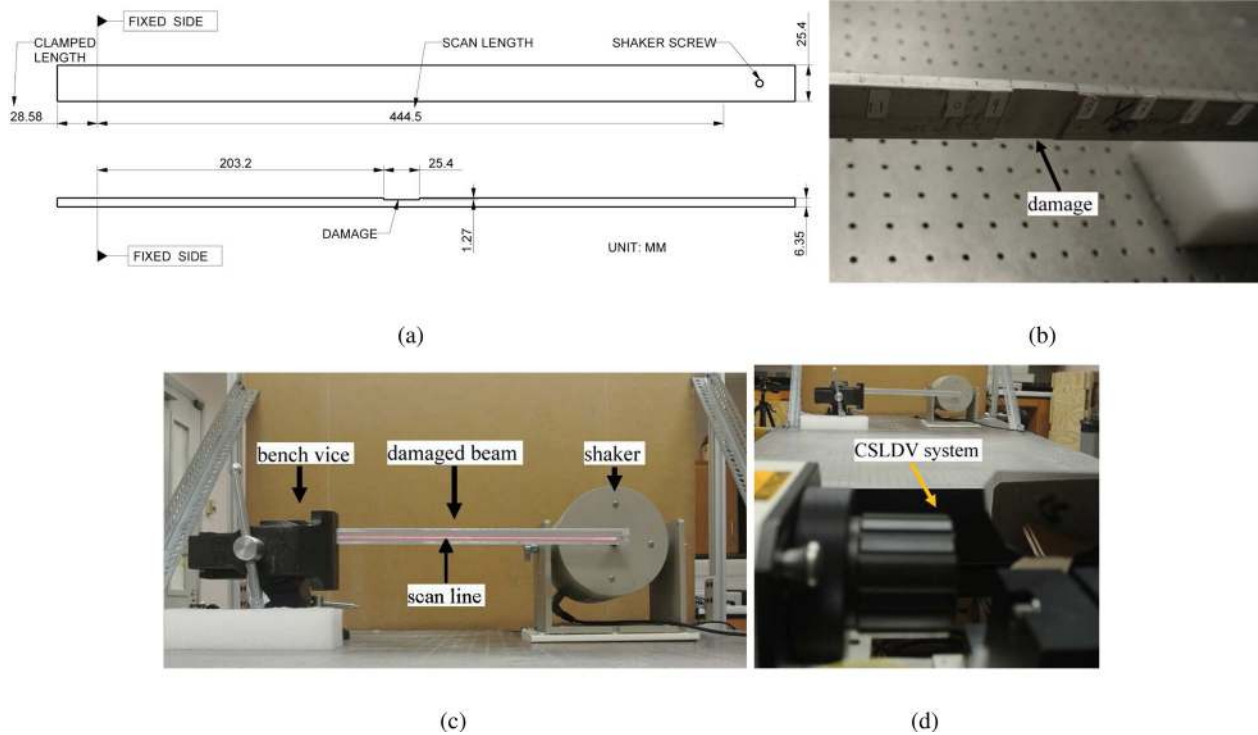 FIXED SIDE
CLAMPED
LENGTH
SCAN LENGTH
SHAKER SCREW
25.4
28.58
444.5
203.2
25.4
DAMAGE
1.27
UNIT: MM
6.35
FIXED SIDE
damage
(a)
(b)
bench vice
damaged beam
shaker
scan line
CSLDV system
(c)
(d)